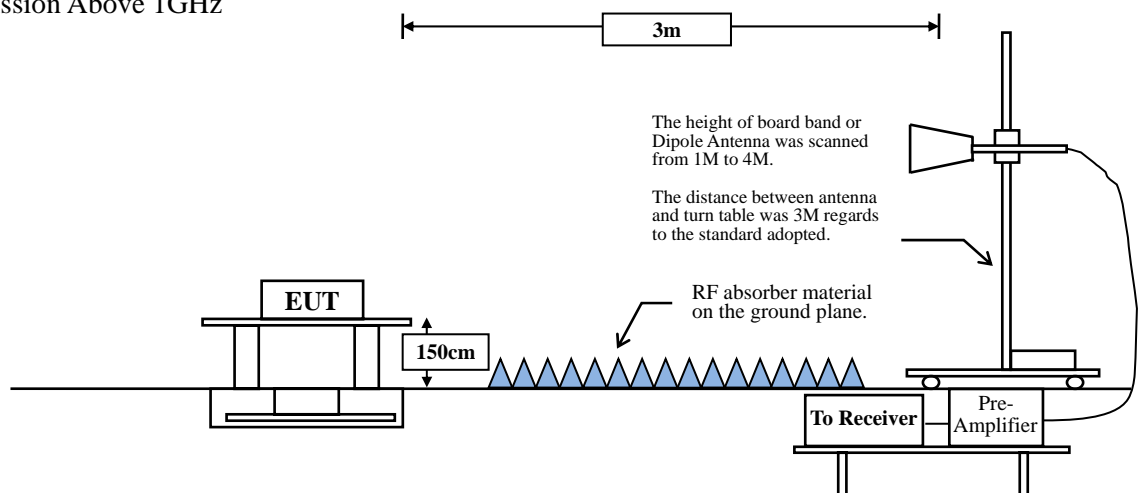 Above 1GHz
3m
The height of board band or
Dipole Antenna was scanned
from 1M to 4M.
The distance between antenna
and turn table was 3M regards
to the standard adopted.
EUT
RF absorber material
on the ground plane.
150cm
To Receiver
Pre-
Amplifier